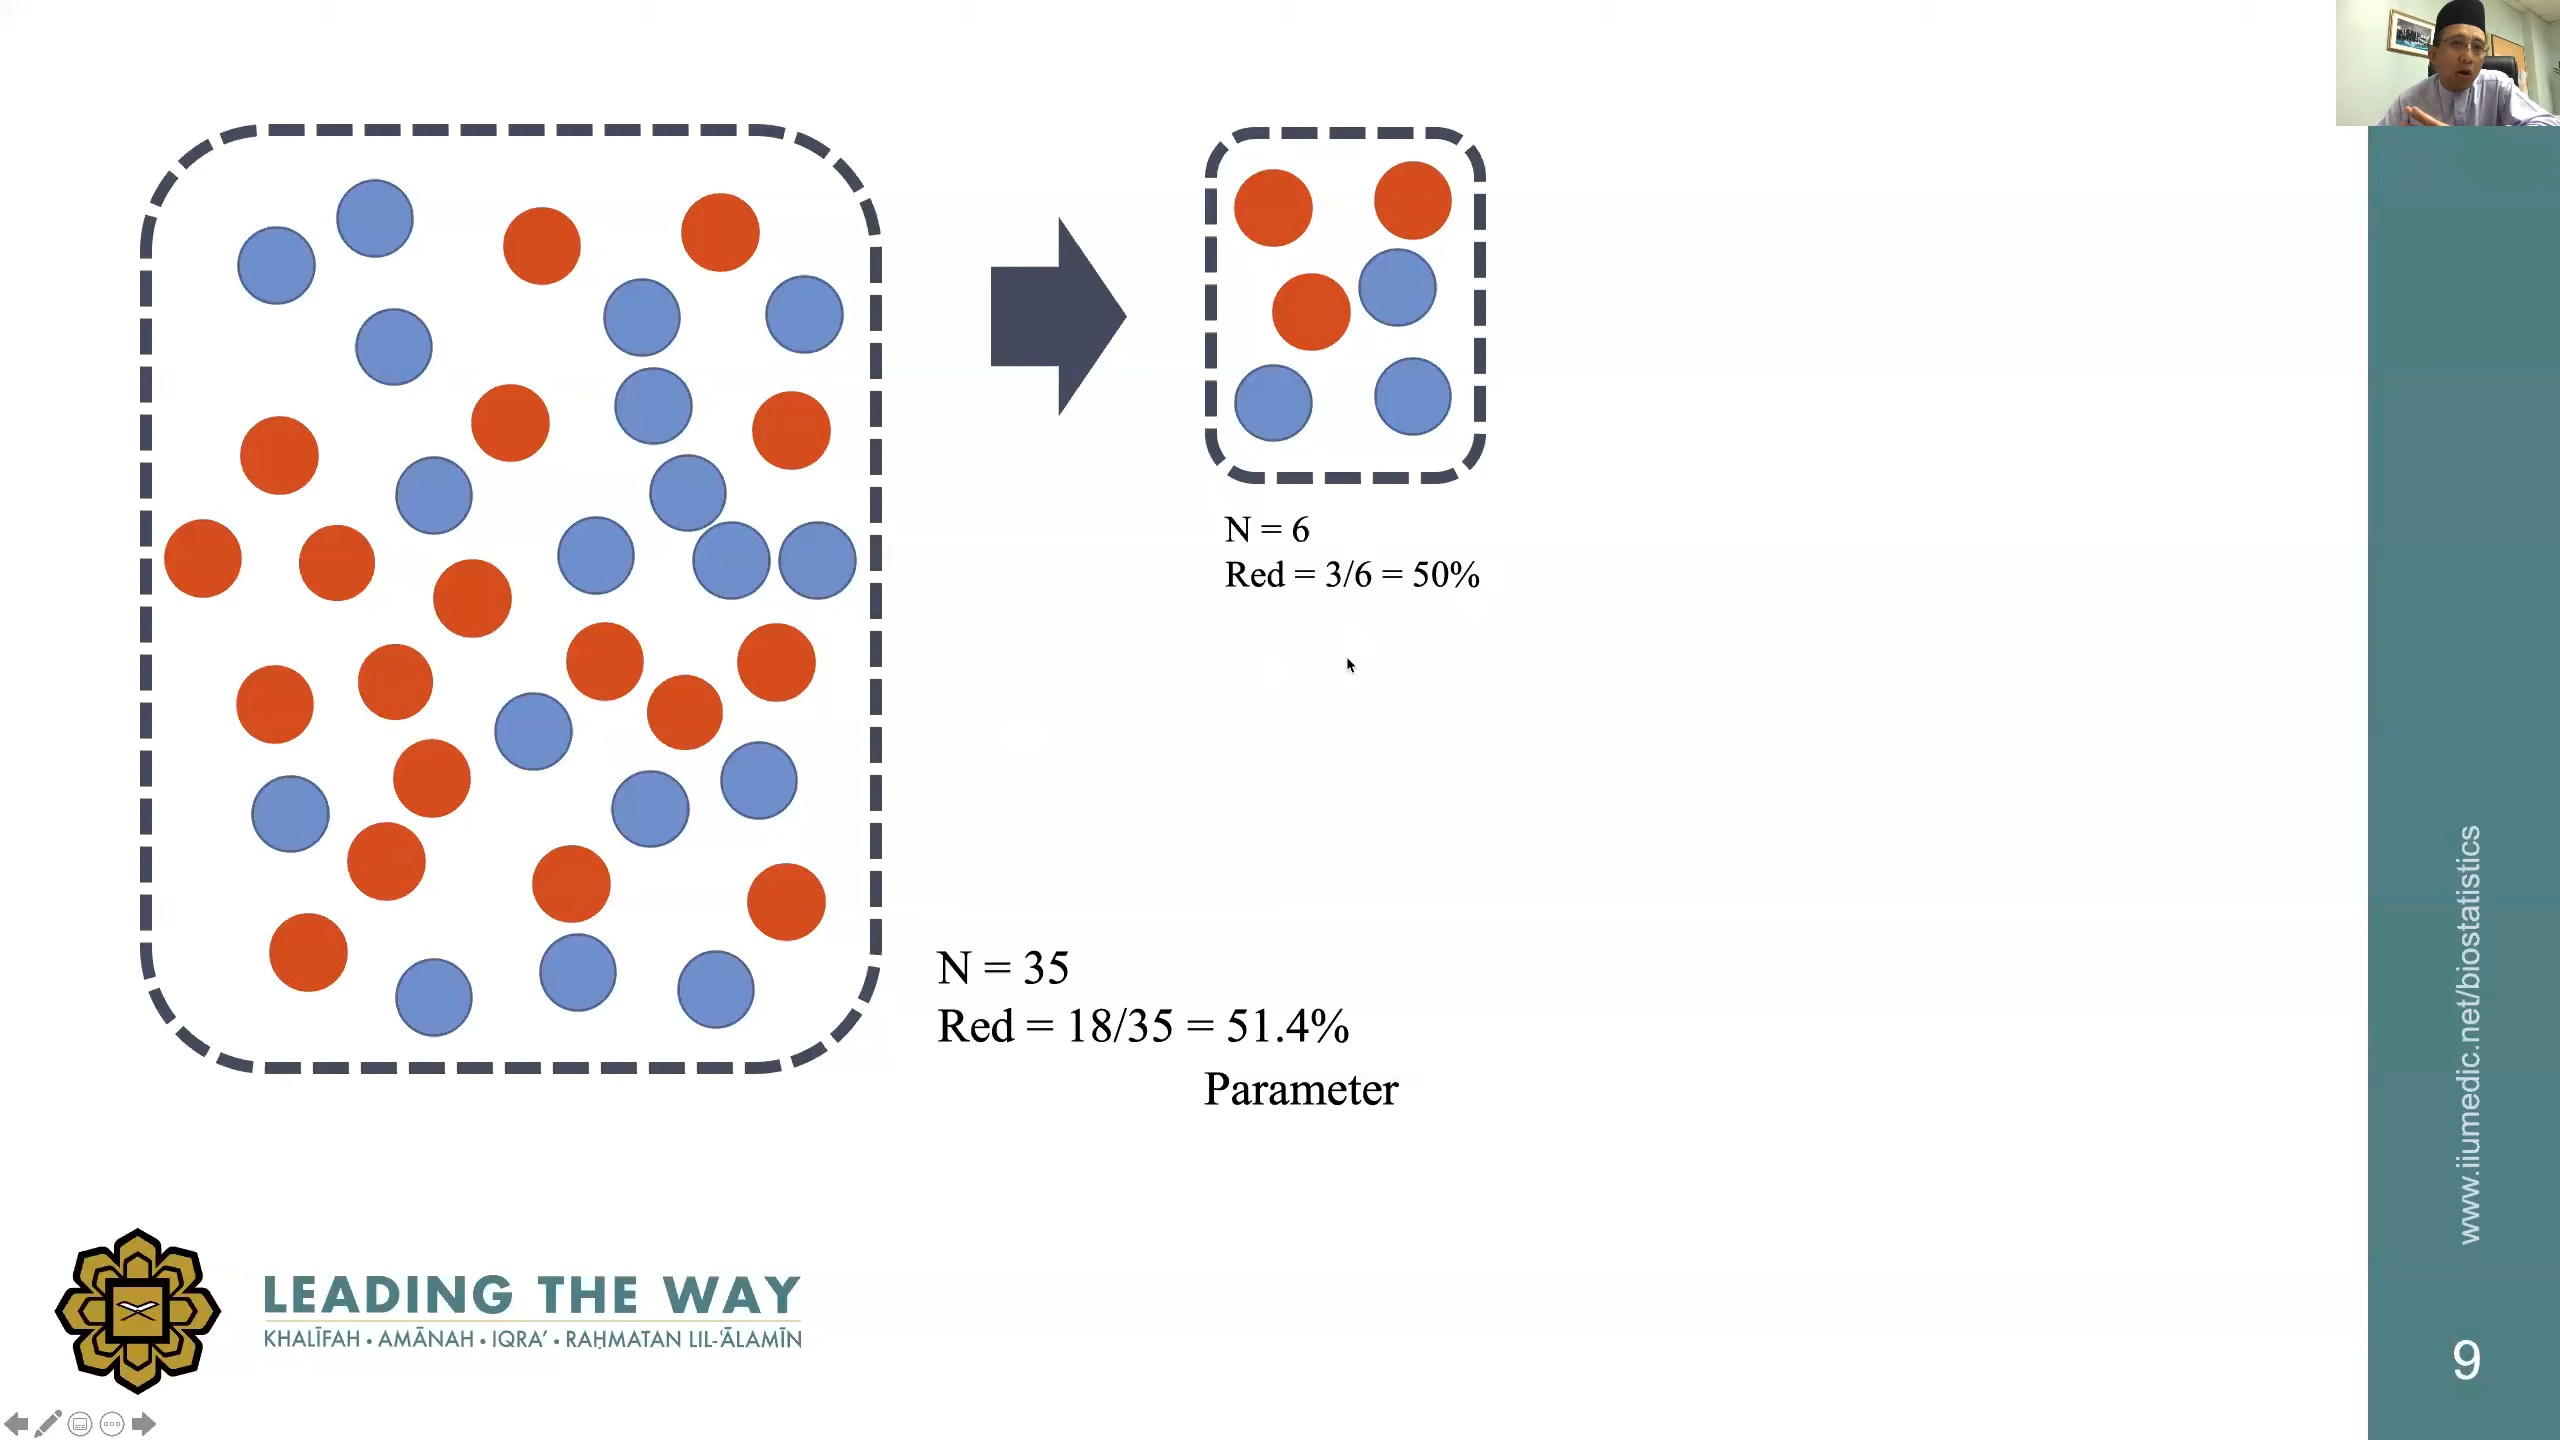 N = 6
Red = 3/6 = 50%
N = 35
Red = 18/35 = 51.4%
Parameter
www.iiumedic.net/biostatistics
LEADING THE WAY
KHALĪFAH • AMĀNAH • IQRA’ • RAḤMATAN LIL-ʿĀLAMĪN
9